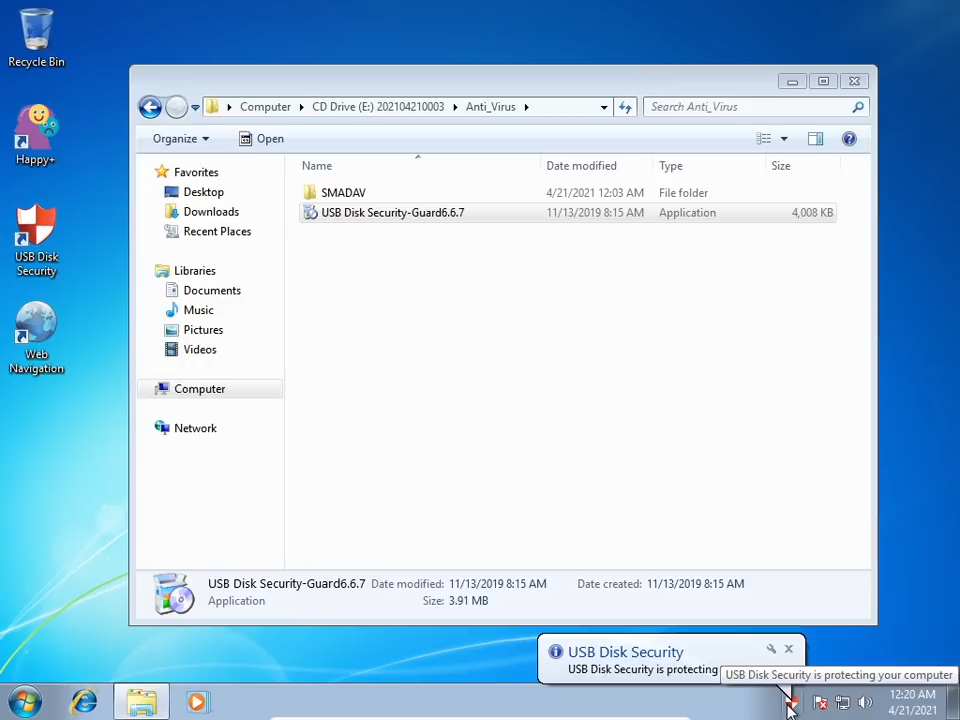 Recycle Bin
Happy+
USB Disk
Security
Web
Navigation
Computer
CD Drive (E:) 202104210003
Anti_Virus
Search Anti_Virus
Organize
Open
Favorites
Desktop
Downloads
Recent Places
Libraries
Documents
Music
Pictures
Videos
Computer
Network
Name Date modified Type Size
SMADAV 4/21/2021 12:03 AM File folder
USB Disk Security-Guard6.6.7 11/13/2019 8:15 AM Application 4,008 KB
USB Disk Security-Guard6.6.7 Date modified: 11/13/2019 8:15 AM Date created: 11/13/2019 8:15 AM
Application Size: 3.91 MB
USB Disk Security
USB Disk Security is protecting
USB Disk Security is protecting your computer
12:20 AM
4/21/2021